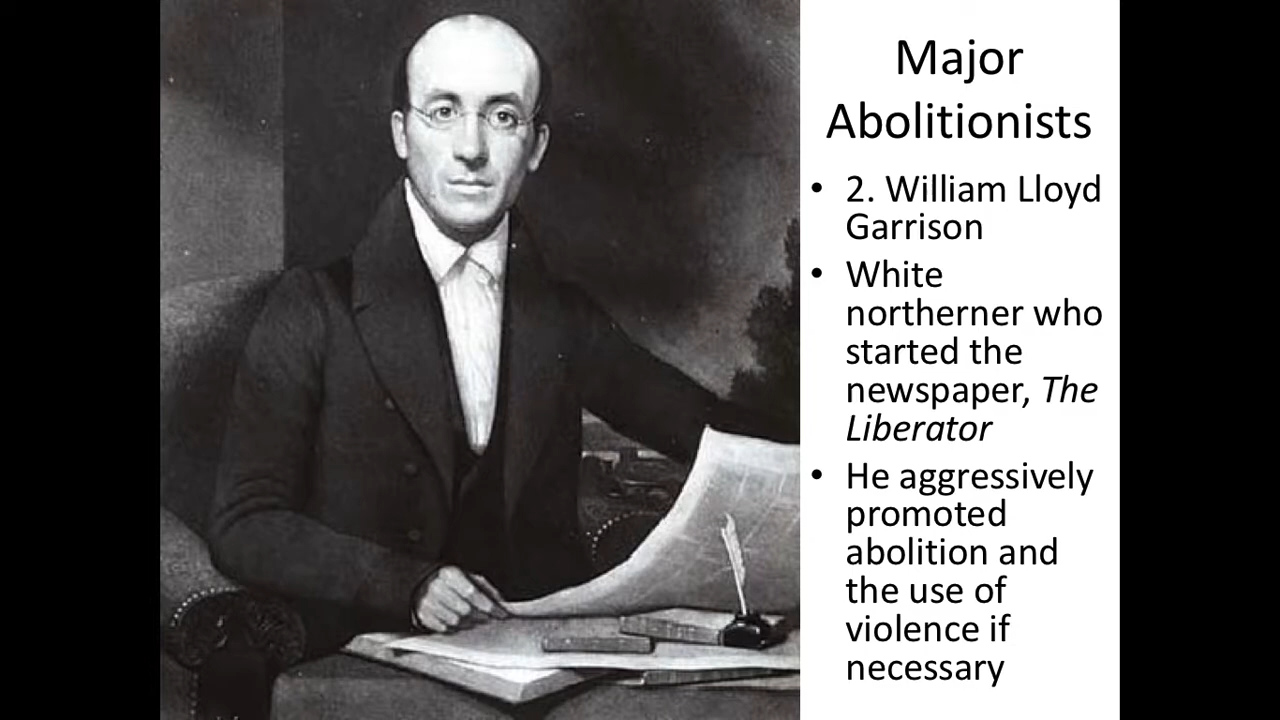 Major
Abolitionists
• 2. William Lloyd
Garrison
• White
northerner who
started the
newspaper, The
Liberator
• He aggressively
promoted
abolition and
the use of
violence if
necessary